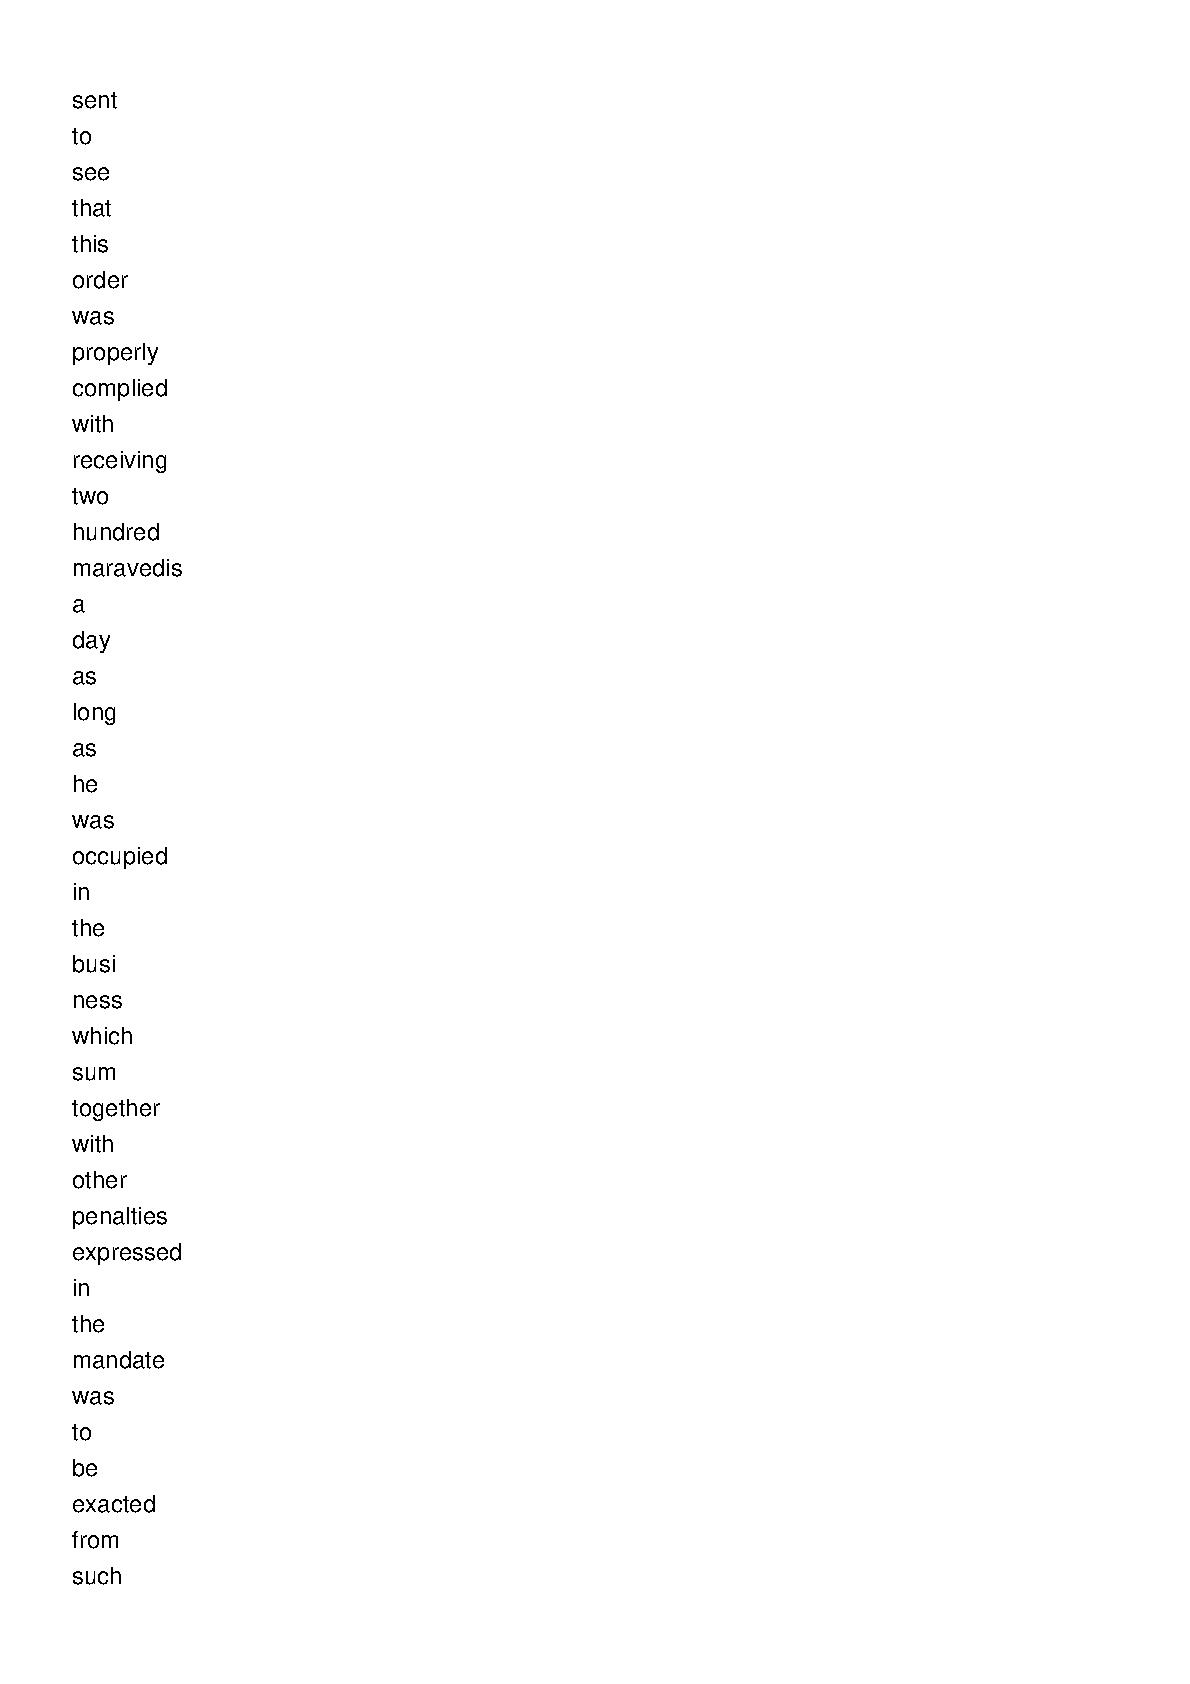 sent
to
see
that
this
order
was
properly
complied
with
receiving
two
hundred
maravedis
a
day
as
long
as
he
was
occupied
in
the
busi
ness
which
sum
together
with
other
penalties
expressed
in
the
mandate
was
to
be
exacted
from
such